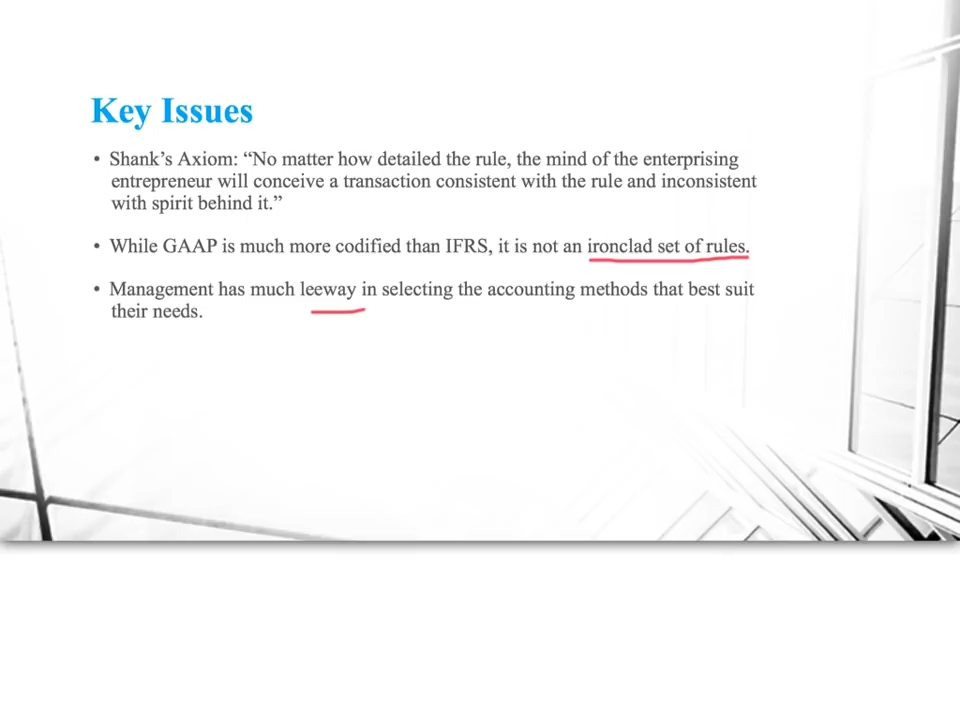 Key Issues
• Shank’s Axiom: “No matter how detailed the rule, the mind of the enterprising
entrepreneur will conceive a transaction consistent with the rule and inconsistent
with spirit behind it.”
• While GAAP is much more codified than IFRS, it is not an ironclad set of rules.
• Management has much leeway in selecting the accounting methods that best suit
their needs.